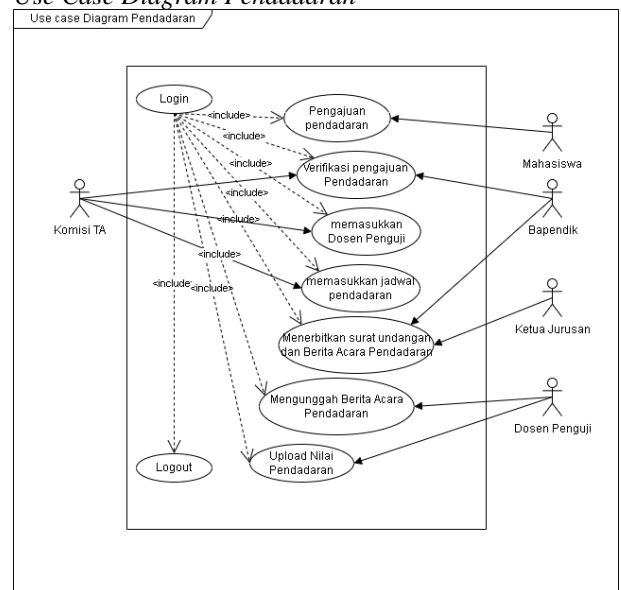 Use Case Diagram Pendadaran
Use case Diagram Pendadaran
Login
<include>
Pengajuan
pendadaran
Mahasiswa
<include>
Verifikasi pengajuan
Pendadaran
<include>
Komisi TA
<include>
memasukkan
Dosen Penguji
Bapendik
<include>
memasukkan jadwal
pendadaran
<include>
<include>
Menerbitkan surat undangan
dan Berita Acara Pendadaran
Ketua Jurusan
Mengunggah Berita Acara
Pendadaran
Dosen Penguji
Logout
Upload Nilai
Pendadaran